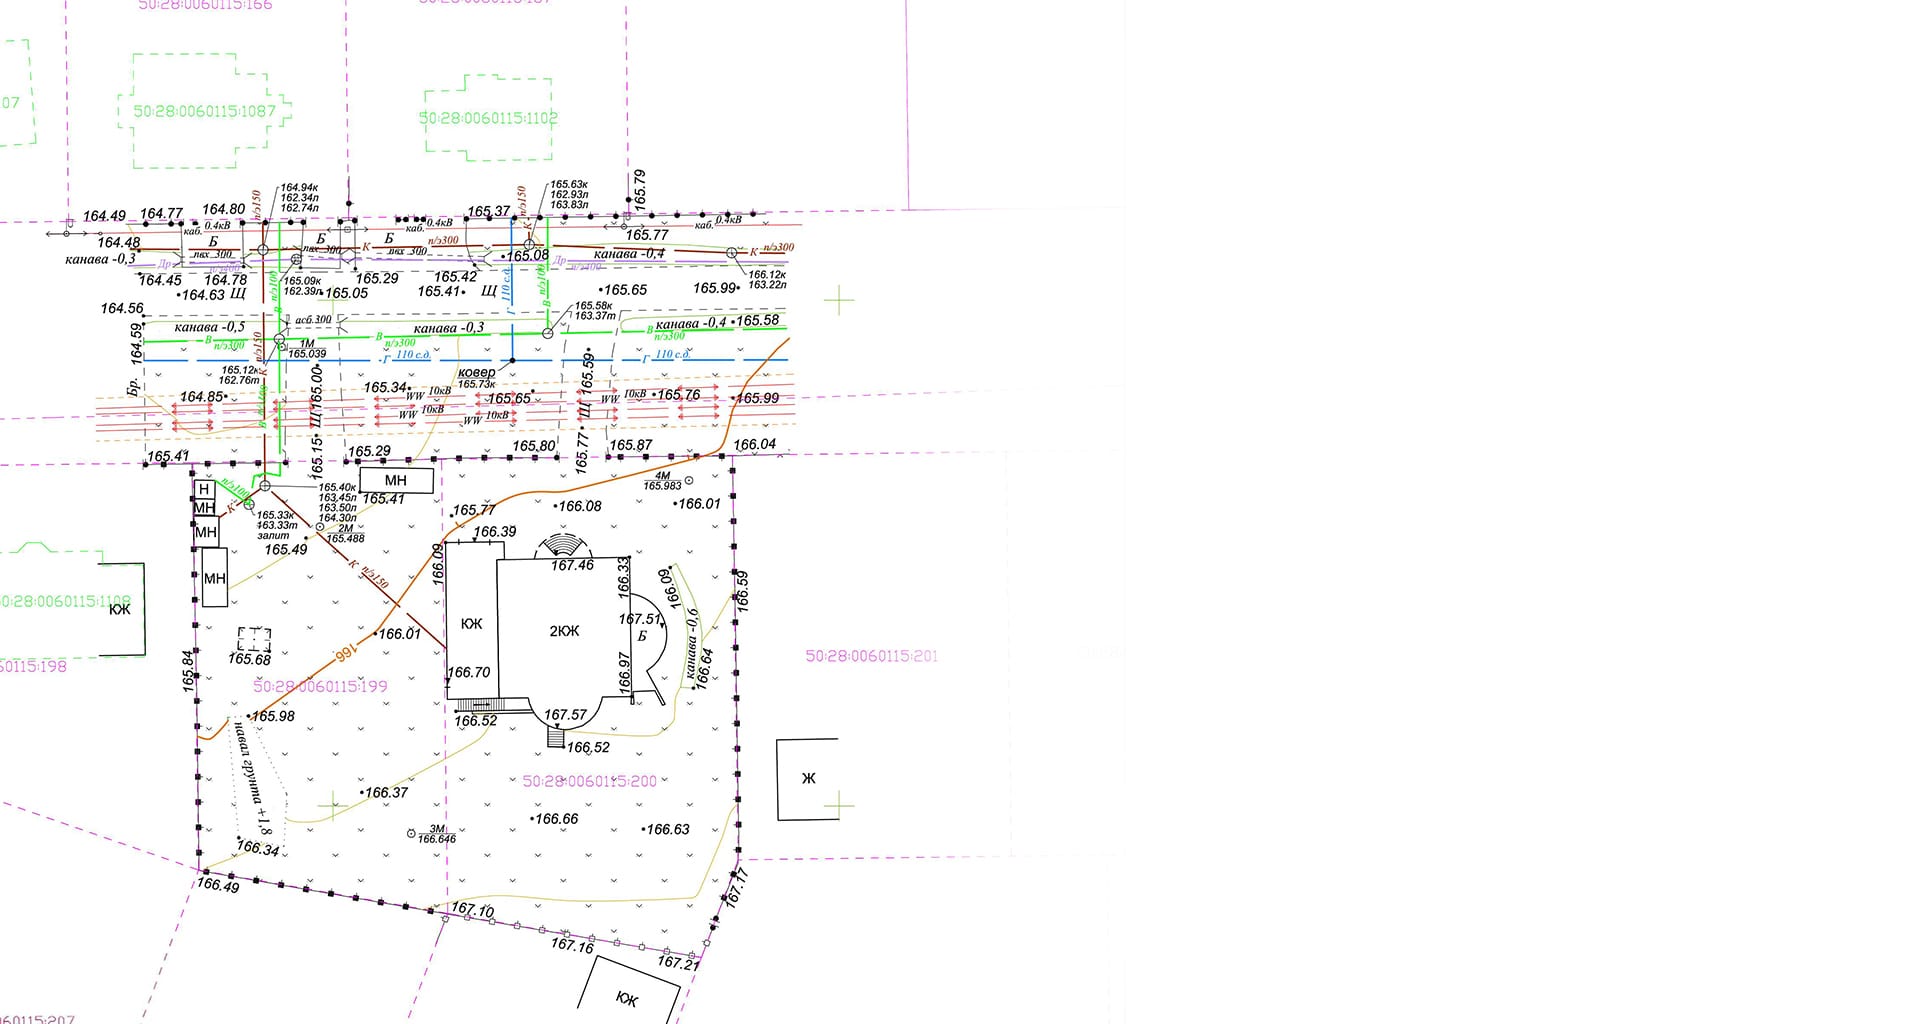 50:28:0060115:166
07
50:28:0060115:1087
50:28:0060115:1102
164.94к
162.34л
162.74л
п/э150
165.63к
162.93л
163.83л
п/э150
165.79
164.49
164.77
164.80
165.37
каб. 0.4кВ
каб. 0.4кВ
каб. 0.4кВ
164.48
Б
Б
Б
К
п/э300
К
165.77
К
п/э300
канава -0,3
пвх 300
пвх 300
пвх 300
165.08
канава -0,4
Др
Др
п/э400
164.45
164.78
165.09к
162.39л
165.29
165.42
110 с.д.
п/э100
166.12к
163.22л
164.63
Щ
165.05
165.41
Щ
165.65
165.99
164.56
165.58к
163.37т
164.59
канава -0,5
асб.300
канава -0,3
канава -0,4
165.58
В
п/э300
В
п/э300
В
п/э300
1М
165.039
Г
110 с.д.
Г
110 с.д.
п/э150
165.12к
162.76т
ковер
165.73к
165.59
Бр.
164.85
165.00
Щ
165.34
WW 10кВ
165.65
WW 10кВ
165.76
165.99
WW 10кВ
WW 10кВ
Щ
165.41
165.15
165.29
165.80
165.77
165.87
166.04
Н
МН
МН
МН
МН
п/э100
К
165.40к
163.45л
163.50л
164.30л
165.41
165.33к
163.33т
залит
2М
165.488
165.49
4М
165.983
165.77
166.08
166.01
166.39
166.09
167.46
166.33
166.09
166.59
К
п/э150
50:28:0060115:1108
КЖ
КЖ
2КЖ
167.51
Б
канава -0,6
166.01
166
165.68
165.84
166.70
166.97
166.64
50:28:0060115:201
60115:198
50:28:0060115:199
165.98
166.52
167.57
166.52
навал грунта +1,8
50:28:0060115:200
Ж
166.37
166.66
166.63
3М
166.646
166.34
166.49
167.10
167.17
167.16
167.21
КЖ
0060115:207